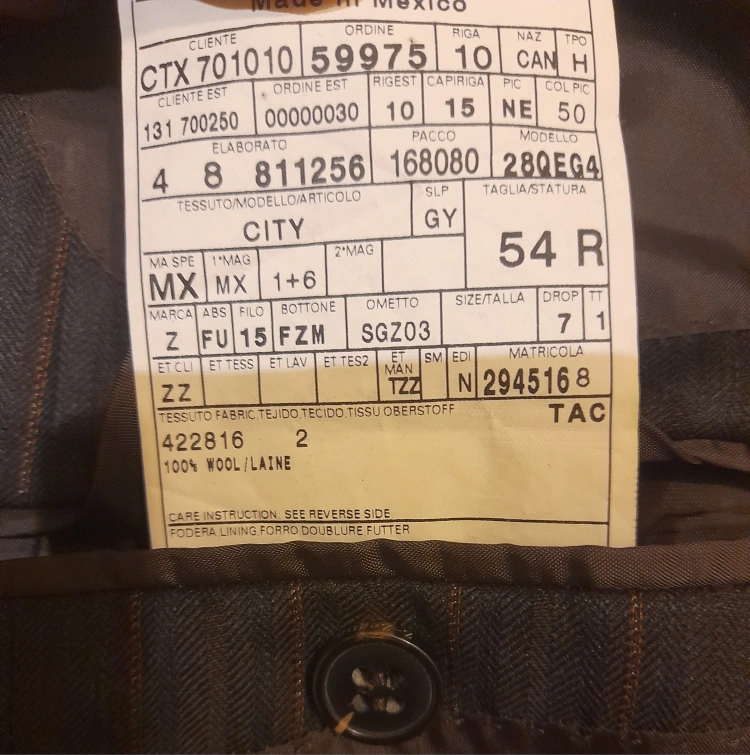 Made in Mexico
CLIENTE ORDINE RIGA NAZ TPO
CTX 701010 59975 10 CAN H
CLIENTE EST ORDINE EST RIGEST CAPIRIGA PIC COL PIC
131 700250 00000030 10 15 NE 50
ELABORATO PACCO MODELLO
4 8 811256 168080 28QEG4
TESSUTO/MODELLO/ARTICOLO SLP TAGLIA/STATURA
CITY GY 54 R
MA SPE 1°MAG 2°MAG
MX MX 1+6
MARCA ABS FILO BOTTONE OMETTO SIZE/TALLA DROP TT
Z FU 15 FZM SGZ03 7 1
ET CLI ET TESS ET LAV ET TES2 ET MAN SM EDI MATRICOLA
ZZ TZZ N 2945168
TESSUTO FABRIC,TEJIDO,TECIDO,TISSU OBERSTOFF TAC
422816 2
100% WOOL/LAINE
CARE INSTRUCTION: SEE REVERSE SIDE
FODERA,LINING,FORRO,DOUBLURE FUTTER